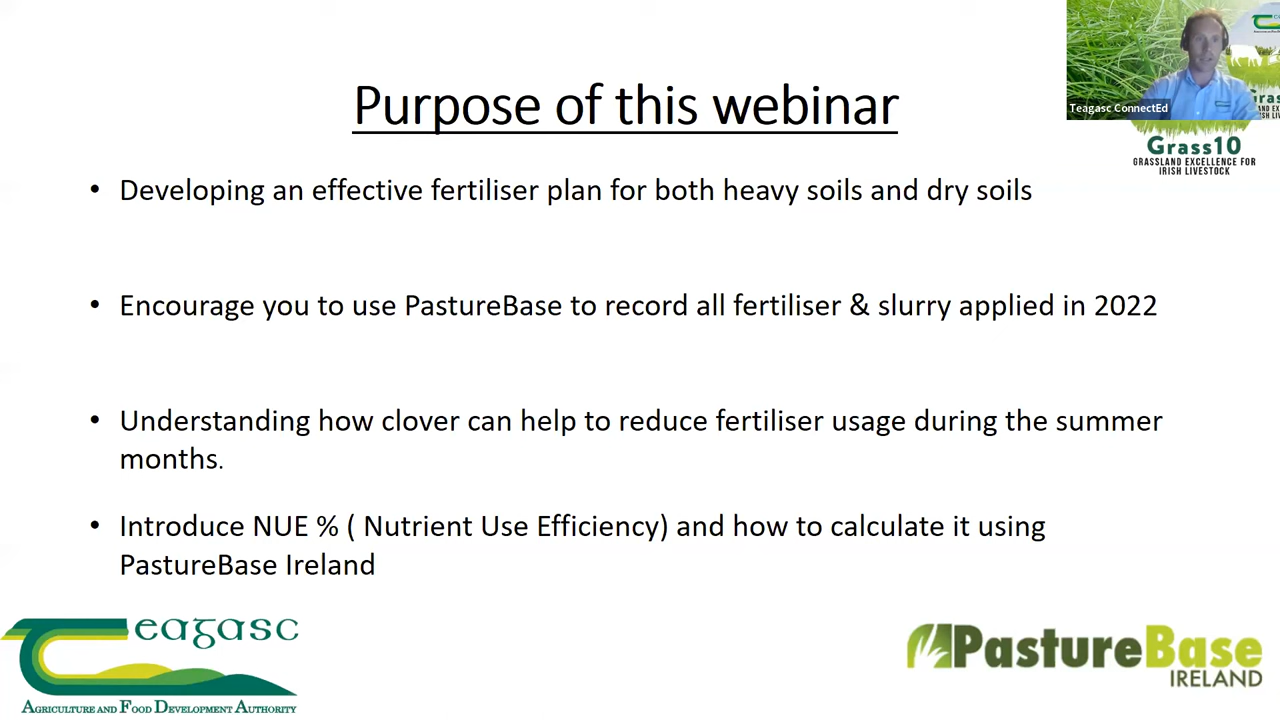 Purpose of this webinar
Teagasc ConnectEd
Grass10
GRASSLAND EXCELLENCE FOR
IRISH LIVESTOCK
• Developing an effective fertiliser plan for both heavy soils and dry soils
• Encourage you to use PastureBase to record all fertiliser & slurry applied in 2022
• Understanding how clover can help to reduce fertiliser usage during the summer
months.
• Introduce NUE % ( Nutrient Use Efficiency) and how to calculate it using
PastureBase Ireland
Teagasc
AGRICULTURE AND FOOD DEVELOPMENT AUTHORITY
PastureBase
IRELAND